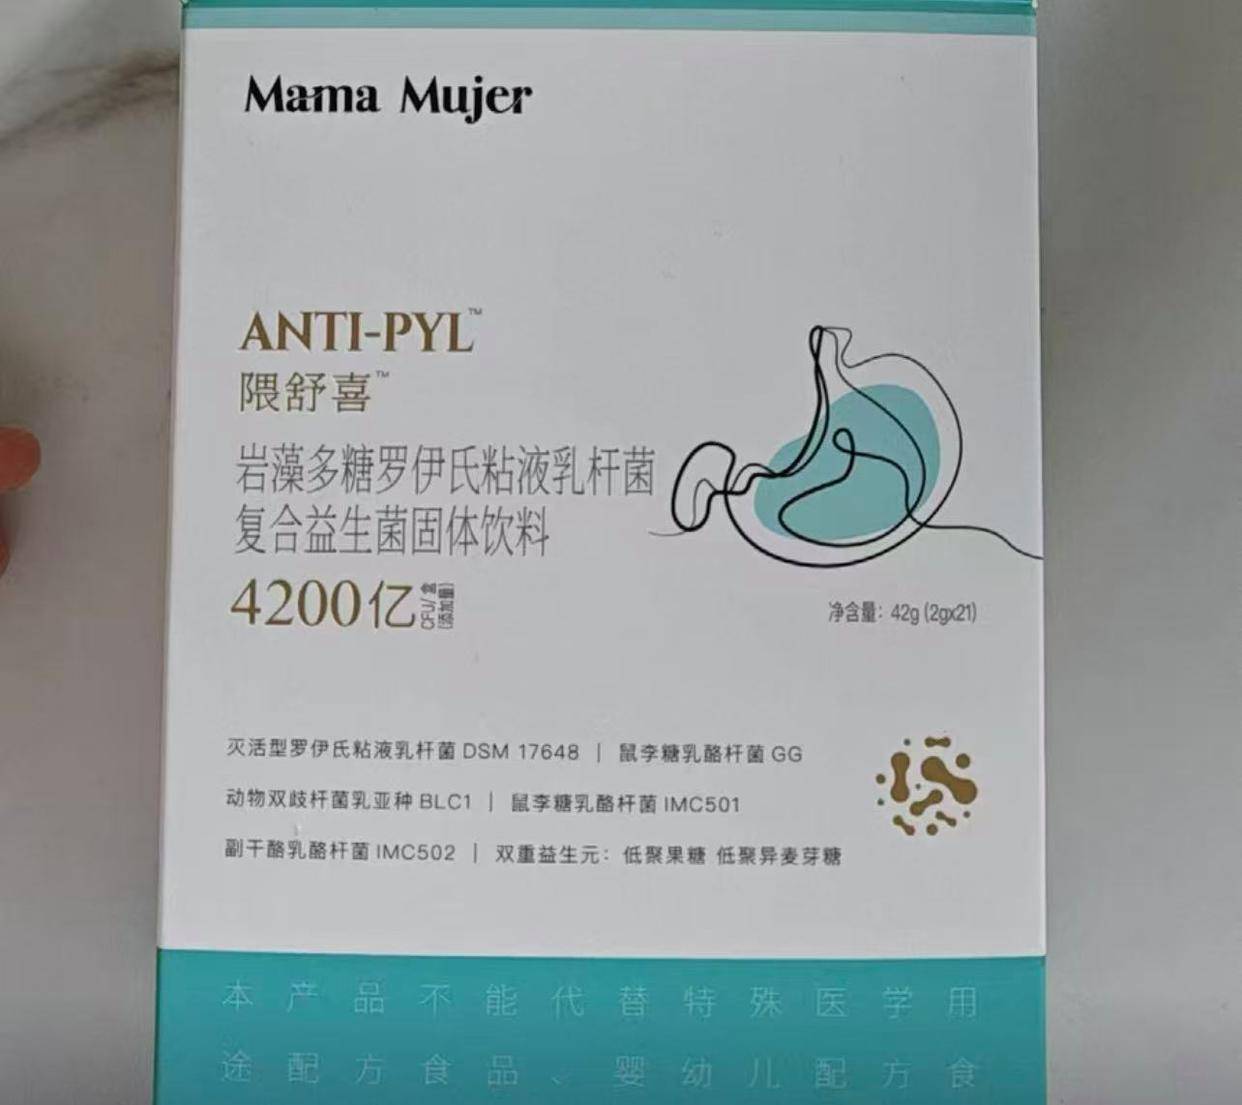 Mama Mujer
ANTI-PYL™
隈舒喜™
岩藻多糖罗伊氏粘液乳杆菌
复合益生菌固体饮料
4200亿 CFU/盒 (添加量)
净含量：42g (2gx21)
灭活型罗伊氏粘液乳杆菌 DSM 17648 | 鼠李糖乳酪杆菌 GG
动物双歧杆菌乳亚种 BLC1 | 鼠李糖乳酪杆菌 IMC501
副干酪乳酪杆菌 IMC502 | 双重益生元：低聚果糖 低聚异麦芽糖
本产品不能代替特殊医学用
途配方食品、婴幼儿配方食